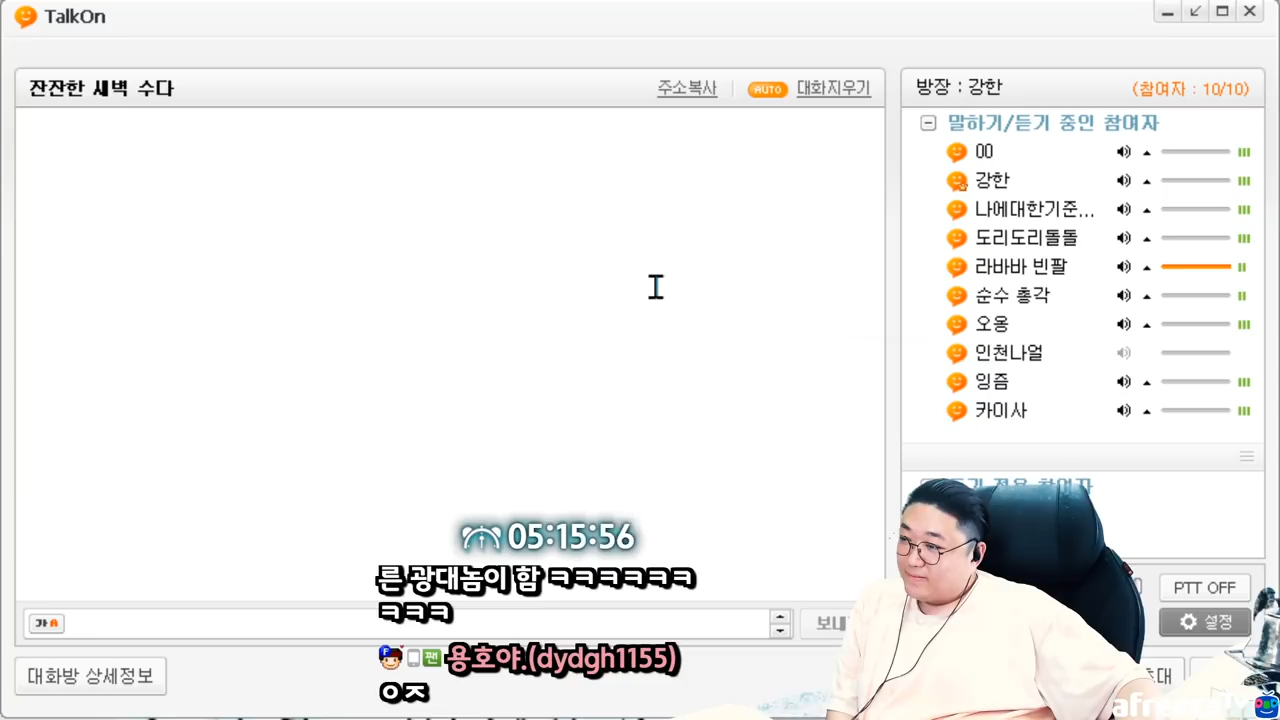 TalkOn
잔잔한 새벽 수다
주소복사
AUTO
대화지우기
방장 : 강한
(참여자 : 10/10)
말하기/듣기 중인 참여자
00
강한
나에대한기준...
도리도리돌돌
라바바 빈팔
순수 총각
오옹
인천나얼
잉즘
카이사
05:15:56
른 광대놈이 함 ㅋㅋㅋㅋㅋㅋ
ㅋㅋㅋ
가A
팬 용호야.(dydgh1155)
ㅇㅈ
PTT OFF
설정
대화방 상세정보